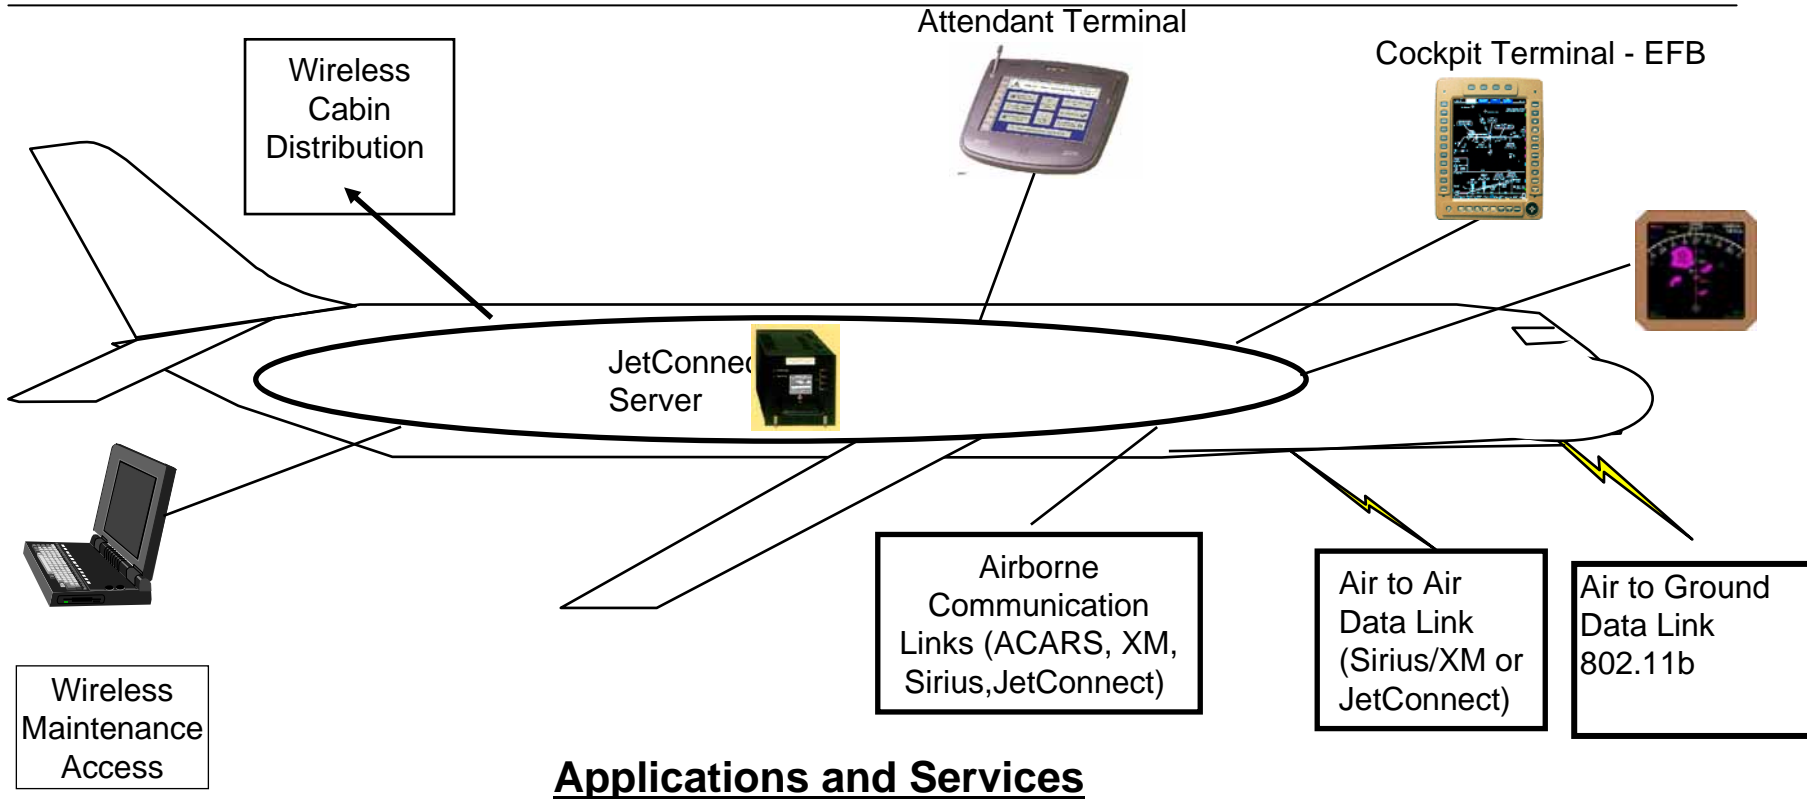 Attendant Terminal
Cockpit Terminal - EFB
Wireless
Cabin
Distribution
JetConnec
Server
Airborne
Communication
Links (ACARS, XM,
Sirius,JetConnect)
Air to Air
Data Link
(Sirius/XM or
JetConnect)
Air to Ground
Data Link
802.11b
Wireless
Maintenance
Access
Applications and Services